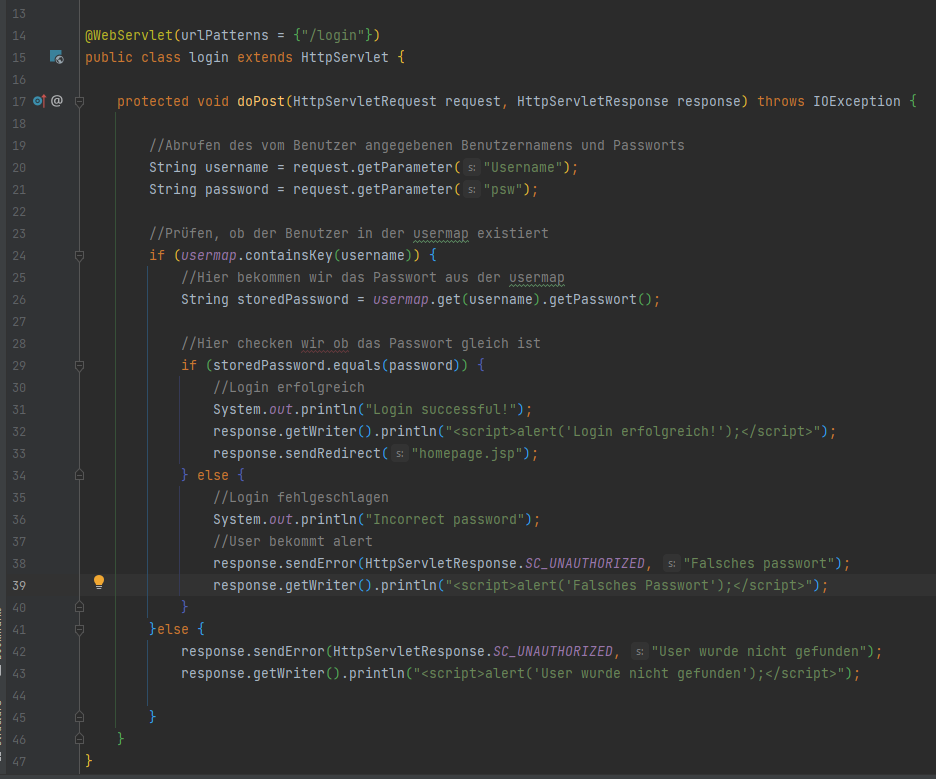 13
14 @WebServlet(urlPatterns = {"/login"})
15 public class login extends HttpServlet {
16
17 @ protected void doPost(HttpServletRequest request, HttpServletResponse response) throws IOException {
18
19 //Abrufen des vom Benutzer angegebenen Benutzernamens und Passworts
20 String username = request.getParameter( s: "Username");
21 String password = request.getParameter( s: "psw");
22
23 //Prüfen, ob der Benutzer in der usermap existiert
24 if (usermap.containsKey(username)) {
25 //Hier bekommen wir das Passwort aus der usermap
26 String storedPassword = usermap.get(username).getPasswort();
27
28 //Hier checken wir ob das Passwort gleich ist
29 if (storedPassword.equals(password)) {
30 //Login erfolgreich
31 System.out.println("Login successful!");
32 response.getWriter().println("<script>alert('Login erfolgreich!');</script>");
33 response.sendRedirect( s: "homepage.jsp");
34 } else {
35 //Login fehlgeschlagen
36 System.out.println("Incorrect password");
37 //User bekommt alert
38 response.sendError(HttpServletResponse.SC_UNAUTHORIZED, s: "Falsches passwort");
39 response.getWriter().println("<script>alert('Falsches Passwort');</script>");
40 }
41 }else {
42 response.sendError(HttpServletResponse.SC_UNAUTHORIZED, s: "User wurde nicht gefunden");
43 response.getWriter().println("<script>alert('User wurde nicht gefunden');</script>");
44
45 }
46 }
47 }